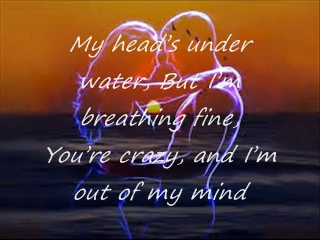 My head's under
water, But I'm
breathing fine,
You're crazy, and I'm
out of my mind